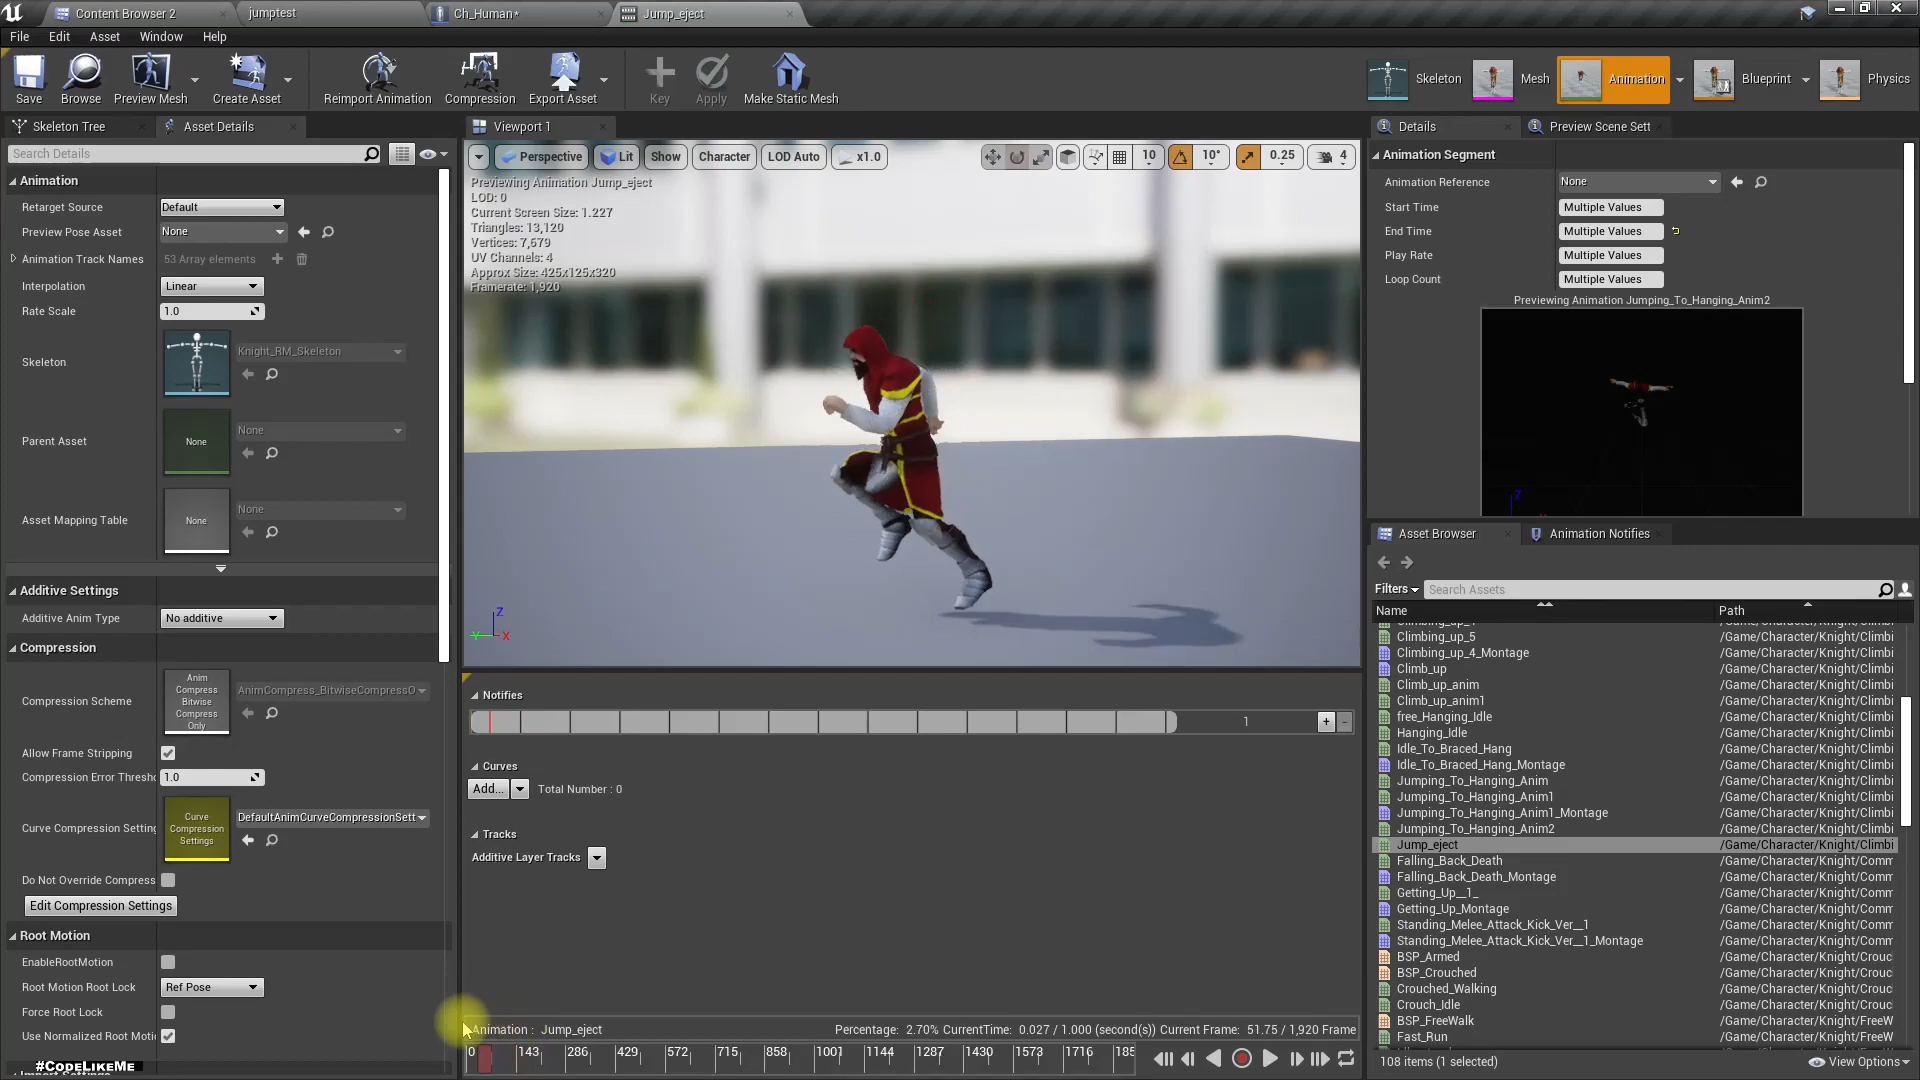 Content Browser 2
jumptest
Ch_Human*
Jump_eject
File Edit Asset Window Help
Save
Browse
Preview Mesh
Create Asset
Reimport Animation
Compression
Export Asset
Key
Apply
Make Static Mesh
Skeleton
Mesh
Animation
Blueprint
Physics
Skeleton Tree
Asset Details
Search Details
Animation
Retarget Source Default
Preview Pose Asset None
Animation Track Names 53 Array elements
Interpolation Linear
Rate Scale 1.0
Skeleton Knight_RM_Skeleton
Parent Asset None None
Asset Mapping Table None None
Additive Settings
Additive Anim Type No additive
Compression
Compression Scheme
Anim
Compress
Bitwise
Compress
Only
AnimCompress_BitwiseCompressO
Allow Frame Stripping
Compression Error Thresho 1.0
Curve Compression Setting
Curve
Compression
Settings
DefaultAnimCurveCompressionSett
Do Not Override Compress
Edit Compression Settings
Root Motion
EnableRootMotion
Root Motion Root Lock Ref Pose
Force Root Lock
Use Normalized Root Moti
#CodeLikeMe
Viewport 1
Perspective Lit Show Character LOD Auto x1.0
10 10° 0.25 4
Previewing Animation Jump_eject
LOD: 0
Current Screen Size: 1.227
Triangles: 13,120
Vertices: 7,679
UV Channels: 4
Approx Size: 425x125x320
Framerate: 1,920
Z
Y X
Notifies
1
Curves
Add... Total Number : 0
Tracks
Additive Layer Tracks
Animation : Jump_eject
Percentage: 2.70% CurrentTime: 0.027 / 1.000 (second(s)) Current Frame: 51.75 / 1,920 Frame
0 143 286 429 572 715 858 1001 1144 1287 1430 1573 1716 185
Details
Preview Scene Sett
Animation Segment
Animation Reference None
Start Time Multiple Values
End Time Multiple Values
Play Rate Multiple Values
Loop Count Multiple Values
Previewing Animation Jumping_To_Hanging_Anim2
Z
Asset Browser
Animation Notifies
Filters Search Assets
Name Path
Climbing_up_5 /Game/Character/Knight/Climbi
Climbing_up_4_Montage /Game/Character/Knight/Climbi
Climb_up /Game/Character/Knight/Climbi
Climb_up_anim /Game/Character/Knight/Climbi
Climb_up_anim1 /Game/Character/Knight/Climbi
free_Hanging_Idle /Game/Character/Knight/Climbi
Hanging_Idle /Game/Character/Knight/Climbi
Idle_To_Braced_Hang /Game/Character/Knight/Climbi
Idle_To_Braced_Hang_Montage /Game/Character/Knight/Climbi
Jumping_To_Hanging_Anim /Game/Character/Knight/Climbi
Jumping_To_Hanging_Anim1 /Game/Character/Knight/Climbi
Jumping_To_Hanging_Anim1_Montage /Game/Character/Knight/Climbi
Jumping_To_Hanging_Anim2 /Game/Character/Knight/Climbi
Jump_eject /Game/Character/Knight/Climbi
Falling_Back_Death /Game/Character/Knight/Comm
Falling_Back_Death_Montage /Game/Character/Knight/Comm
Getting_Up__1_ /Game/Character/Knight/Comm
Getting_Up_Montage /Game/Character/Knight/Comm
Standing_Melee_Attack_Kick_Ver__1 /Game/Character/Knight/Comm
Standing_Melee_Attack_Kick_Ver__1_Montage /Game/Character/Knight/Comm
BSP_Armed /Game/Character/Knight/Crouc
BSP_Crouched /Game/Character/Knight/Crouc
Crouched_Walking /Game/Character/Knight/Crouc
Crouch_Idle /Game/Character/Knight/Crouc
BSP_FreeWalk /Game/Character/Knight/FreeW
Fast_Run /Game/Character/Knight/FreeW
108 items (1 selected)
View Options